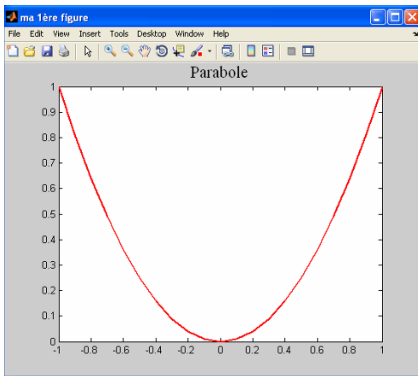 ma 1ère figure
File Edit View Insert Tools Desktop Window Help
Parabole
1
0.9
0.8
0.7
0.6
0.5
0.4
0.3
0.2
0.1
0
-1 -0.8 -0.6 -0.4 -0.2 0 0.2 0.4 0.6 0.8 1